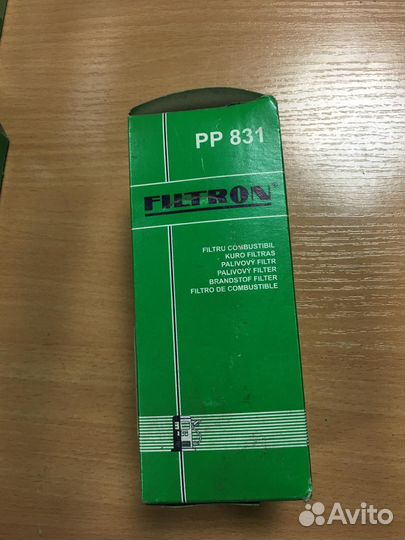 PP 831
FILTRON
FILTRU COMBUSTIBIL
KURO FILTRAS
PALIVOVÝ FILTR
PALIVOVÝ FILTER
BRANDSTOF FILTER
FILTRO DE COMBUSTIBLE
Avito